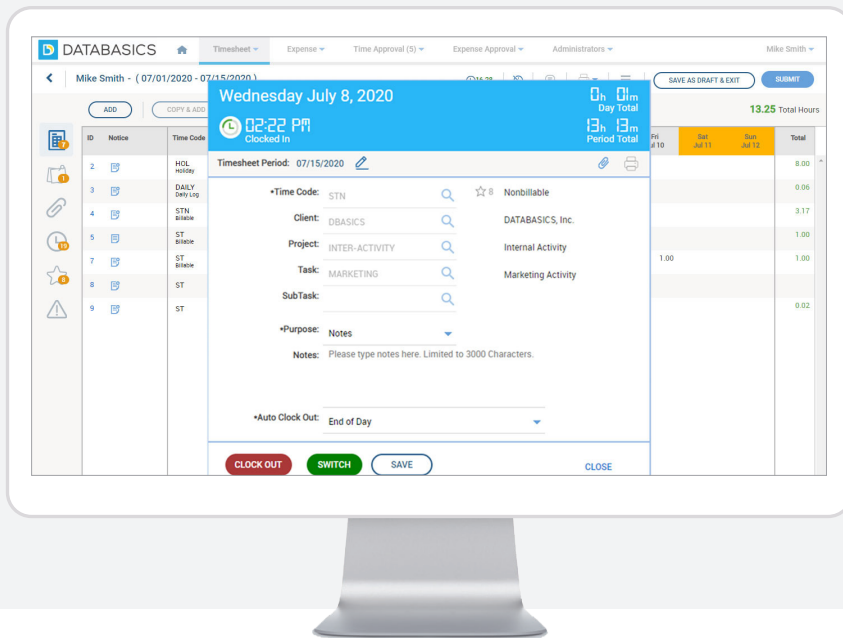 DATABASICS Timesheet Expense Time Approval (5) Expense Approval Administrators Mike Smith
Mike Smith - ( 07/01/2020 - 07/15/2020 ) SAVE AS DRAFT & EXIT SUBMIT
ADD COPY & ADD 13.25 Total Hours
Wednesday July 8, 2020 0h 01m
Day Total
02:22 PM 13h 13m
Clocked In Period Total
Timesheet Period: 07/15/2020
ID Notice Time Code Fri Sat Jul 11 Sun Jul 12 Total
2 HOL Holiday 8.00
3 DAILY Daily Log 0.06
4 STN Billable 3.17
5 ST Billable 1.00
7 ST Billable 1.00 1.00
8 ST
9 ST 0.02
7
1
19
8
*Time Code: STN 8 Nonbillable
Client: DBASICS DATABASICS, Inc.
Project: INTER-ACTIVITY Internal Activity
Task: MARKETING Marketing Activity
SubTask:
*Purpose: Notes
Notes: Please type notes here. Limited to 3000 Characters.
*Auto Clock Out: End of Day
CLOCK OUT SWITCH SAVE CLOSE